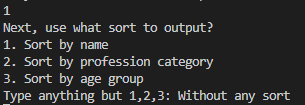 1
Next, use what sort to output?
1. Sort by name
2. Sort by profession category
3. Sort by age group
Type anything but 1,2,3: Without any sort